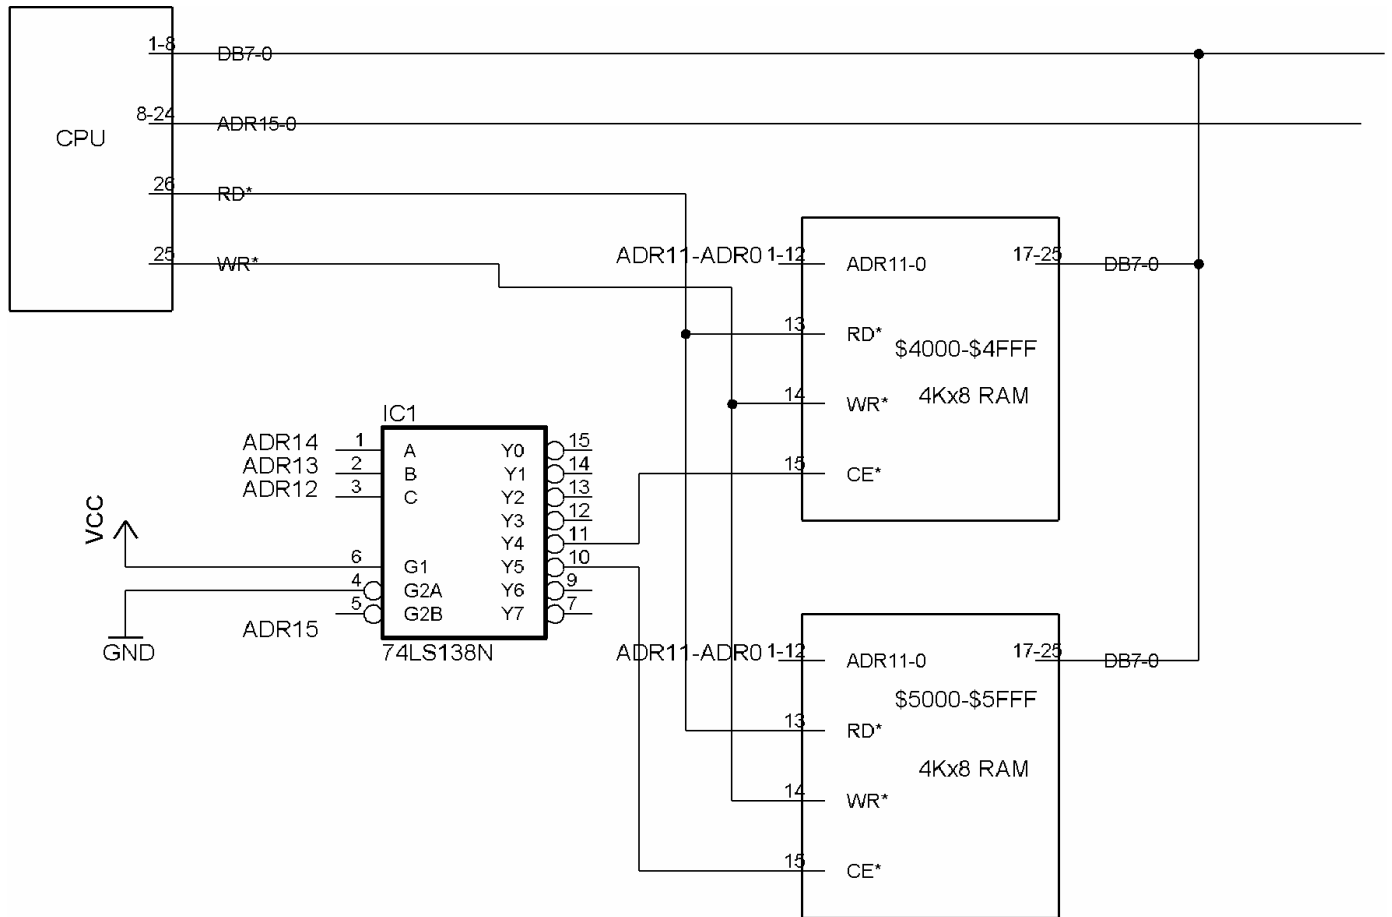 CPU
1-8 DB7-0
8-24 ADR15-0
26 RD*
25 WR*
ADR11-ADR0 1-12 ADR11-0 17-25 DB7-0
13 RD*
$4000-$4FFF
14 WR* 4Kx8 RAM
15 CE*
IC1
ADR14 1 A Y0 15
ADR13 2 B Y1 14
ADR12 3 C Y2 13
Y3 12
Y4 11
VCC 6 G1 Y5 10
4 G2A Y6 9
ADR15 5 G2B Y7 7
GND
74LS138N
ADR11-ADR0 1-12 ADR11-0 17-25 DB7-0
$5000-$5FFF
13 RD*
4Kx8 RAM
14 WR*
15 CE*